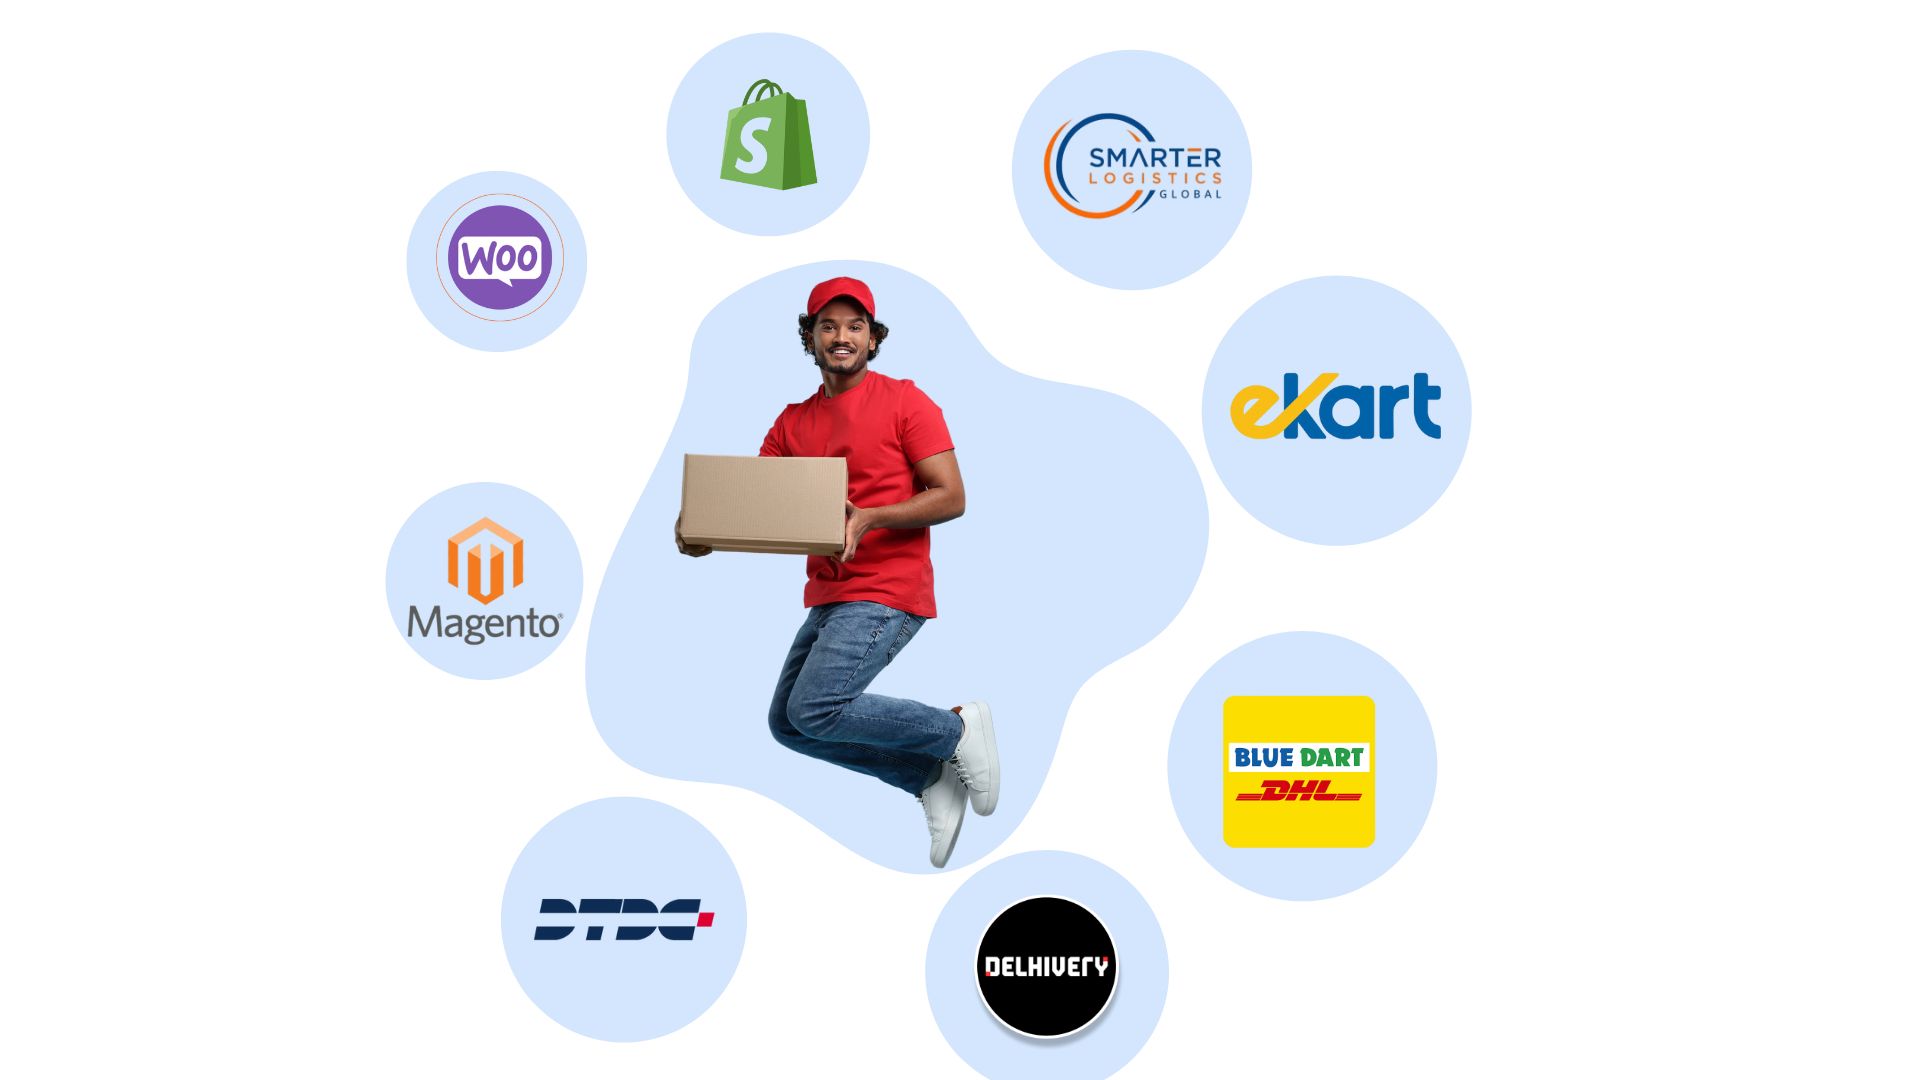 S
SMARTER
LOGISTICS
GLOBAL
WOO
eKart
Magento®
BLUE DART
DHL
DTDC
DELHIVERY